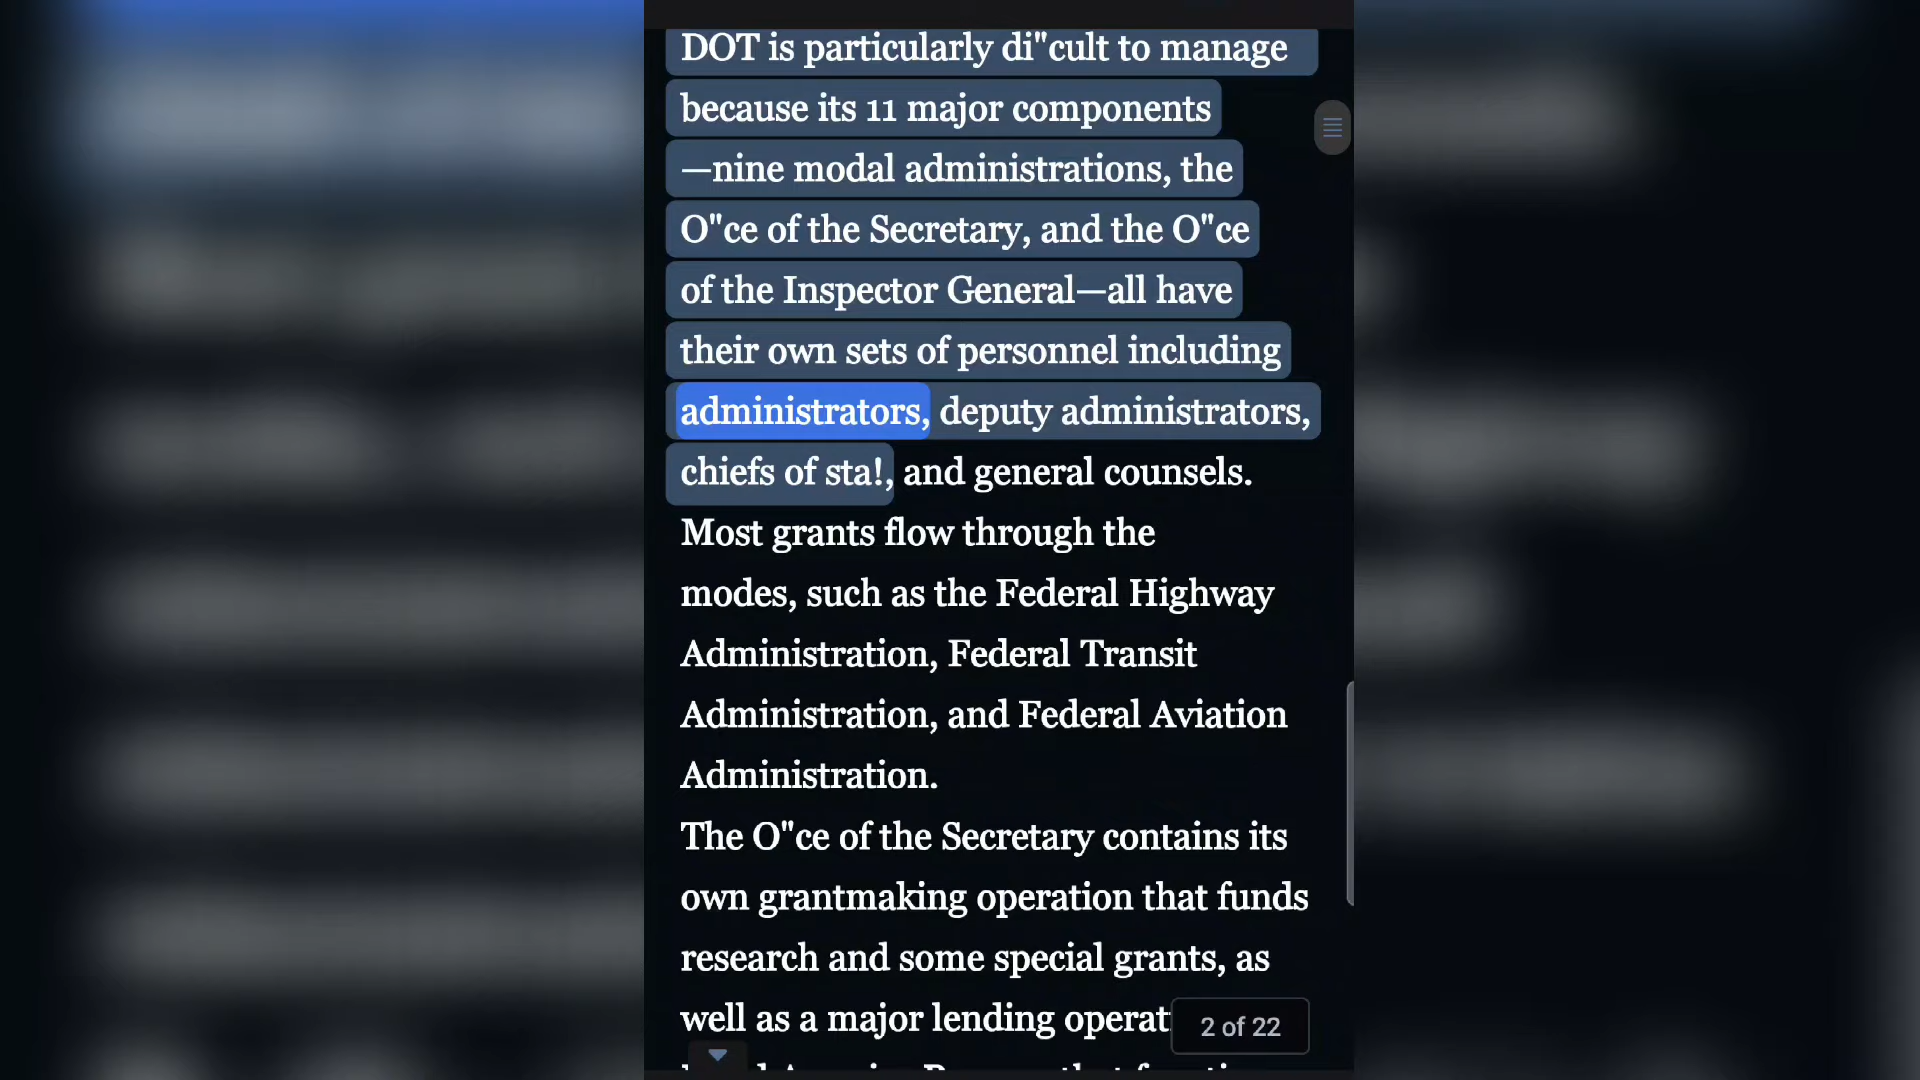 DOT is particularly di"cult to manage
because its 11 major components
—nine modal administrations, the
O"ce of the Secretary, and the O"ce
of the Inspector General—all have
their own sets of personnel including
administrators, deputy administrators,
chiefs of sta!, and general counsels.
Most grants flow through the
modes, such as the Federal Highway
Administration, Federal Transit
Administration, and Federal Aviation
Administration.
The O"ce of the Secretary contains its
own grantmaking operation that funds
research and some special grants, as
well as a major lending operat
2 of 22